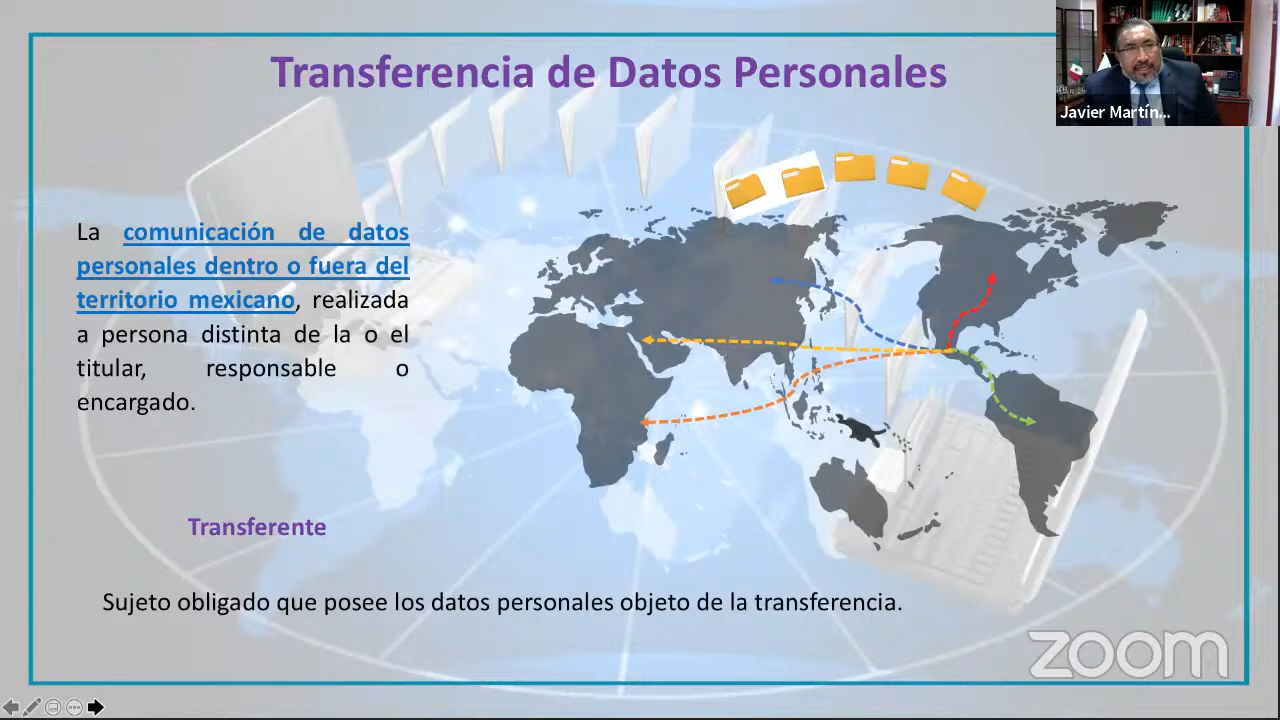 Transferencia de Datos Personales
Javier Martín...
La comunicación de datos
personales dentro o fuera del
territorio mexicano, realizada
a persona distinta de la o el
titular, responsable o
encargado.
Transferente
Sujeto obligado que posee los datos personales objeto de la transferencia.
zoom